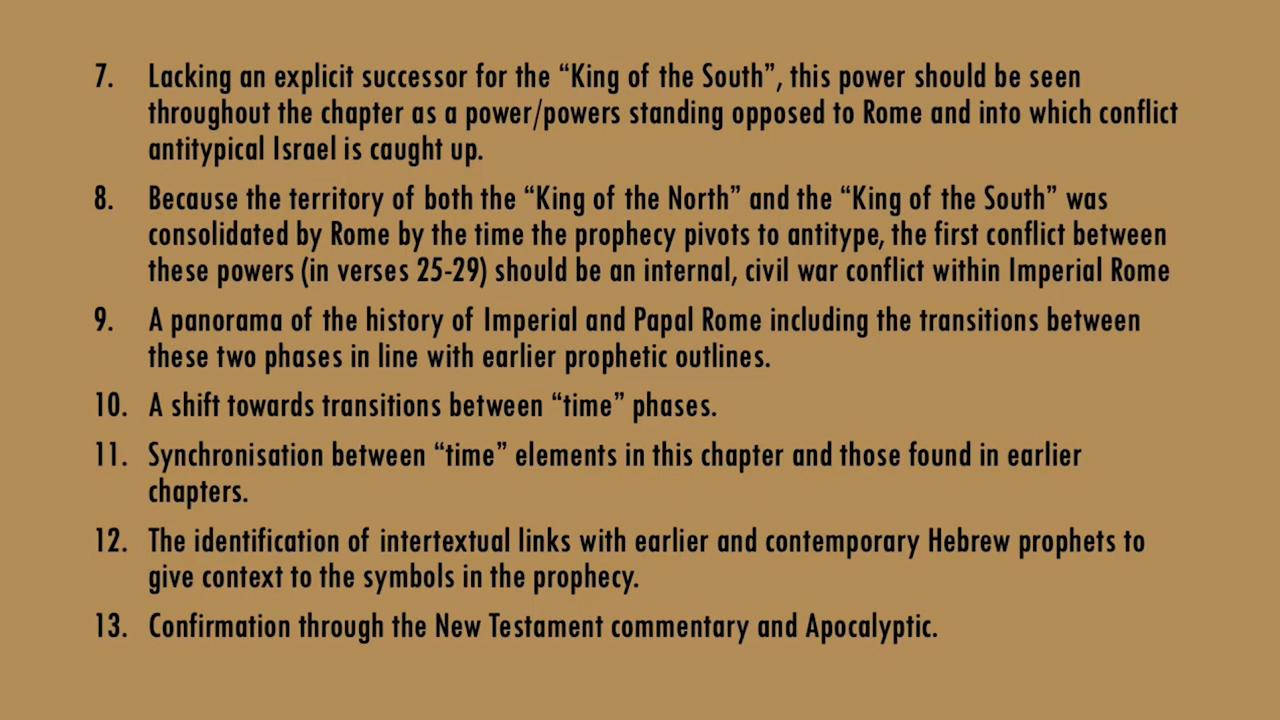 7. Lacking an explicit successor for the “King of the South”, this power should be seen
throughout the chapter as a power/powers standing opposed to Rome and into which conflict
antitypical Israel is caught up.
8. Because the territory of both the “King of the North” and the “King of the South” was
consolidated by Rome by the time the prophecy pivots to antitype, the first conflict between
these powers (in verses 25-29) should be an internal, civil war conflict within Imperial Rome
9. A panorama of the history of Imperial and Papal Rome including the transitions between
these two phases in line with earlier prophetic outlines.
10. A shift towards transitions between “time” phases.
11. Synchronisation between “time” elements in this chapter and those found in earlier
chapters.
12. The identification of intertextual links with earlier and contemporary Hebrew prophets to
give context to the symbols in the prophecy.
13. Confirmation through the New Testament commentary and Apocalyptic.